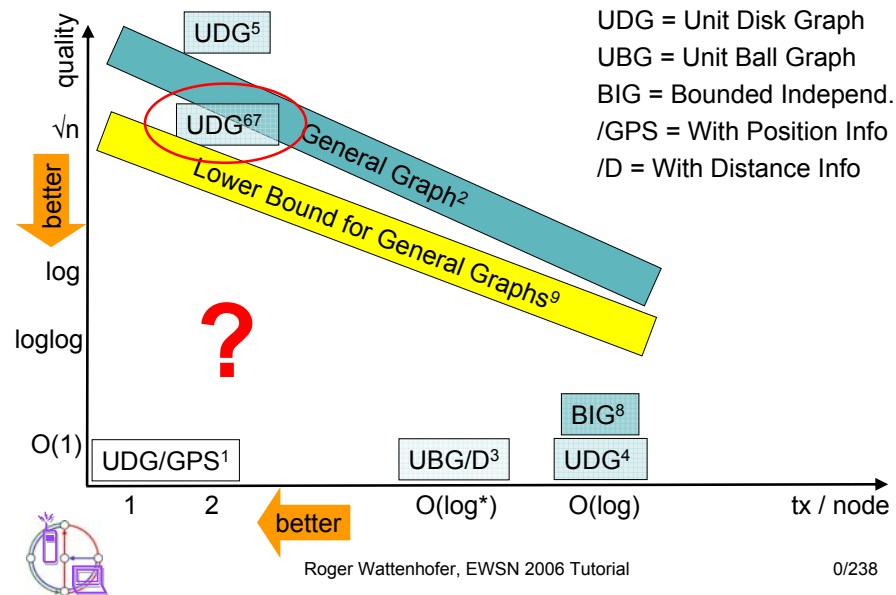 quality
UDG⁵
UDG = Unit Disk Graph
UBG = Unit Ball Graph
BIG = Bounded Independ.
/GPS = With Position Info
/D = With Distance Info
√n
UDG⁶⁷
General Graph²
better
Lower Bound for General Graphs⁹
log
loglog
?
O(1)
UDG/GPS¹
UBG/D³
BIG⁸
UDG⁴
1
2
better
O(log*)
O(log)
tx / node
Roger Wattenhofer, EWSN 2006 Tutorial
0/238